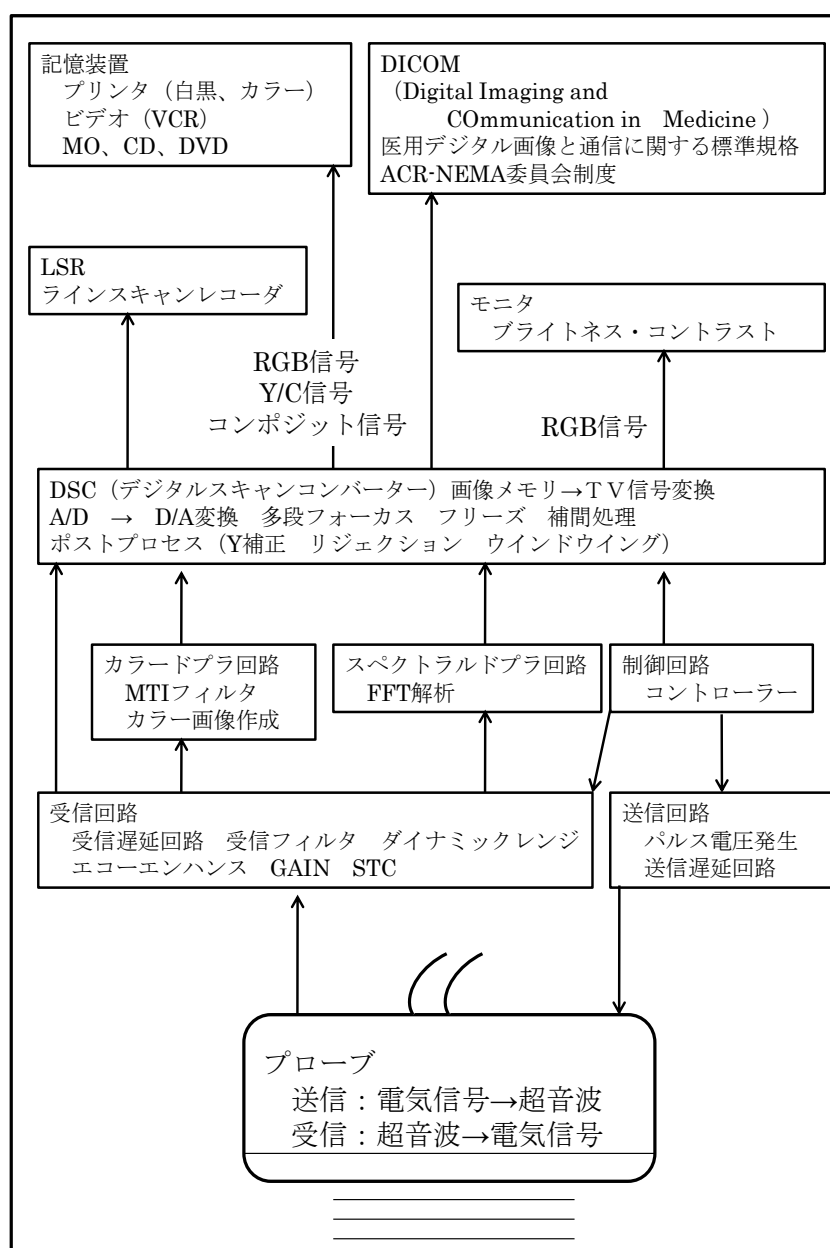 記憶装置
プリンタ（白黒、カラー）
ビデオ（VCR）
MO、CD、DVD
DICOM
（Digital Imaging and
COmmunication in　Medicine）
医用デジタル画像と通信に関する標準規格
ACR-NEMA委員会制度
LSR
ラインスキャンレコーダ
モニタ
ブライトネス・コントラスト
RGB信号
Y/C信号
コンポジット信号
RGB信号
DSC（デジタルスキャンコンバーター）画像メモリ→ＴＶ信号変換
A/D　→　D/A変換　多段フォーカス　フリーズ　補間処理
ポストプロセス（Y補正　リジェクション　ウインドウイング）
カラードプラ回路
MTIフィルタ
カラー画像作成
スペクトラルルドプラ回路
FFT解析
制御回路
コントローラー
受信回路
受信遅延回路　受信フィルタ　ダイナミックレンジ
エコーエンハンス　GAIN　STC
送信回路
パルス電圧発生
送信遅延回路
プローブ
送信：電気信号→超音波
受信：超音波→電気信号